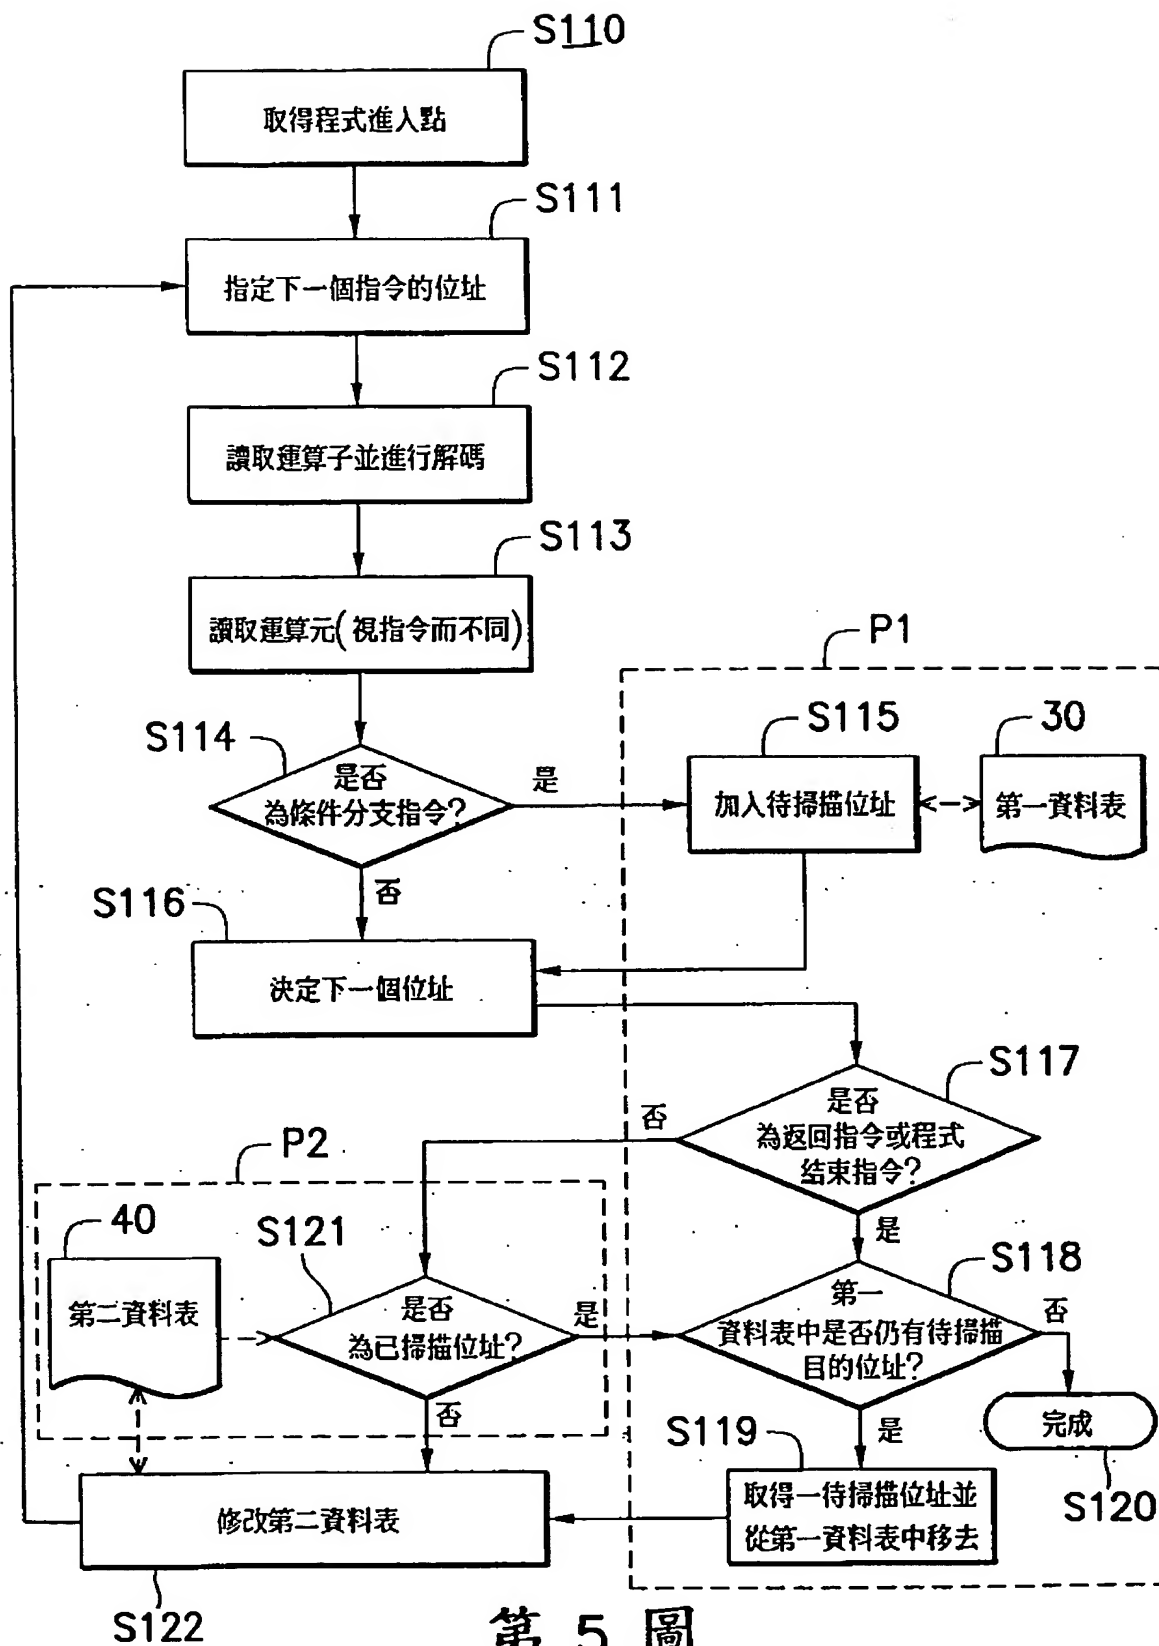 S110
取得程式進入點
S111
指定下一個指令的位址
S112
讀取運算子並進行解碼
S113
讀取運算元(視指令而不同)
P1
S114
是否
為條件分支指令?
是
否
S115
加入待掃描位址
30
第一資料表
S116
決定下一個位址
S117
是否
為返回指令或程式
結束指令?
否
是
P2
40
第二資料表
S121
是否
為已掃描位址?
是
否
S118
第一
資料表中是否仍有待掃描
目的位址?
否
是
完成
S120
S119
取得一待掃描位址並
從第一資料表中移去
修改第二資料表
S122
第 5 圖